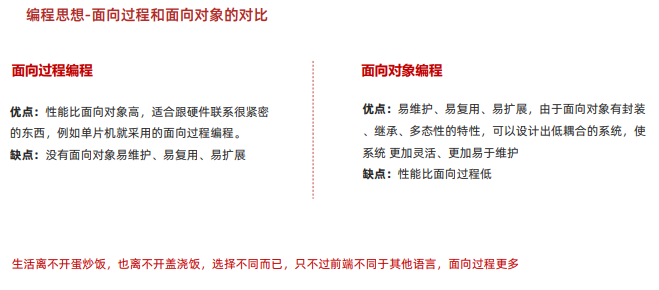 编程思想-面向过程和面向对象的对比
面向过程编程
优点：性能比面向对象高，适合跟硬件联系很紧密
的东西，例如单片机就采用的面向过程编程。
缺点：没有面向对象易维护、易复用、易扩展
面向对象编程
优点：易维护、易复用、易扩展，由于面向对象有封装
、继承、多态性的特性，可以设计出低耦合的系统，使
系统 更加灵活、更加易于维护
缺点：性能比面向过程低
生活离不开蛋炒饭，也离不开盖浇饭，选择不同而已，只不过前端不同于其他语言，面向过程更多